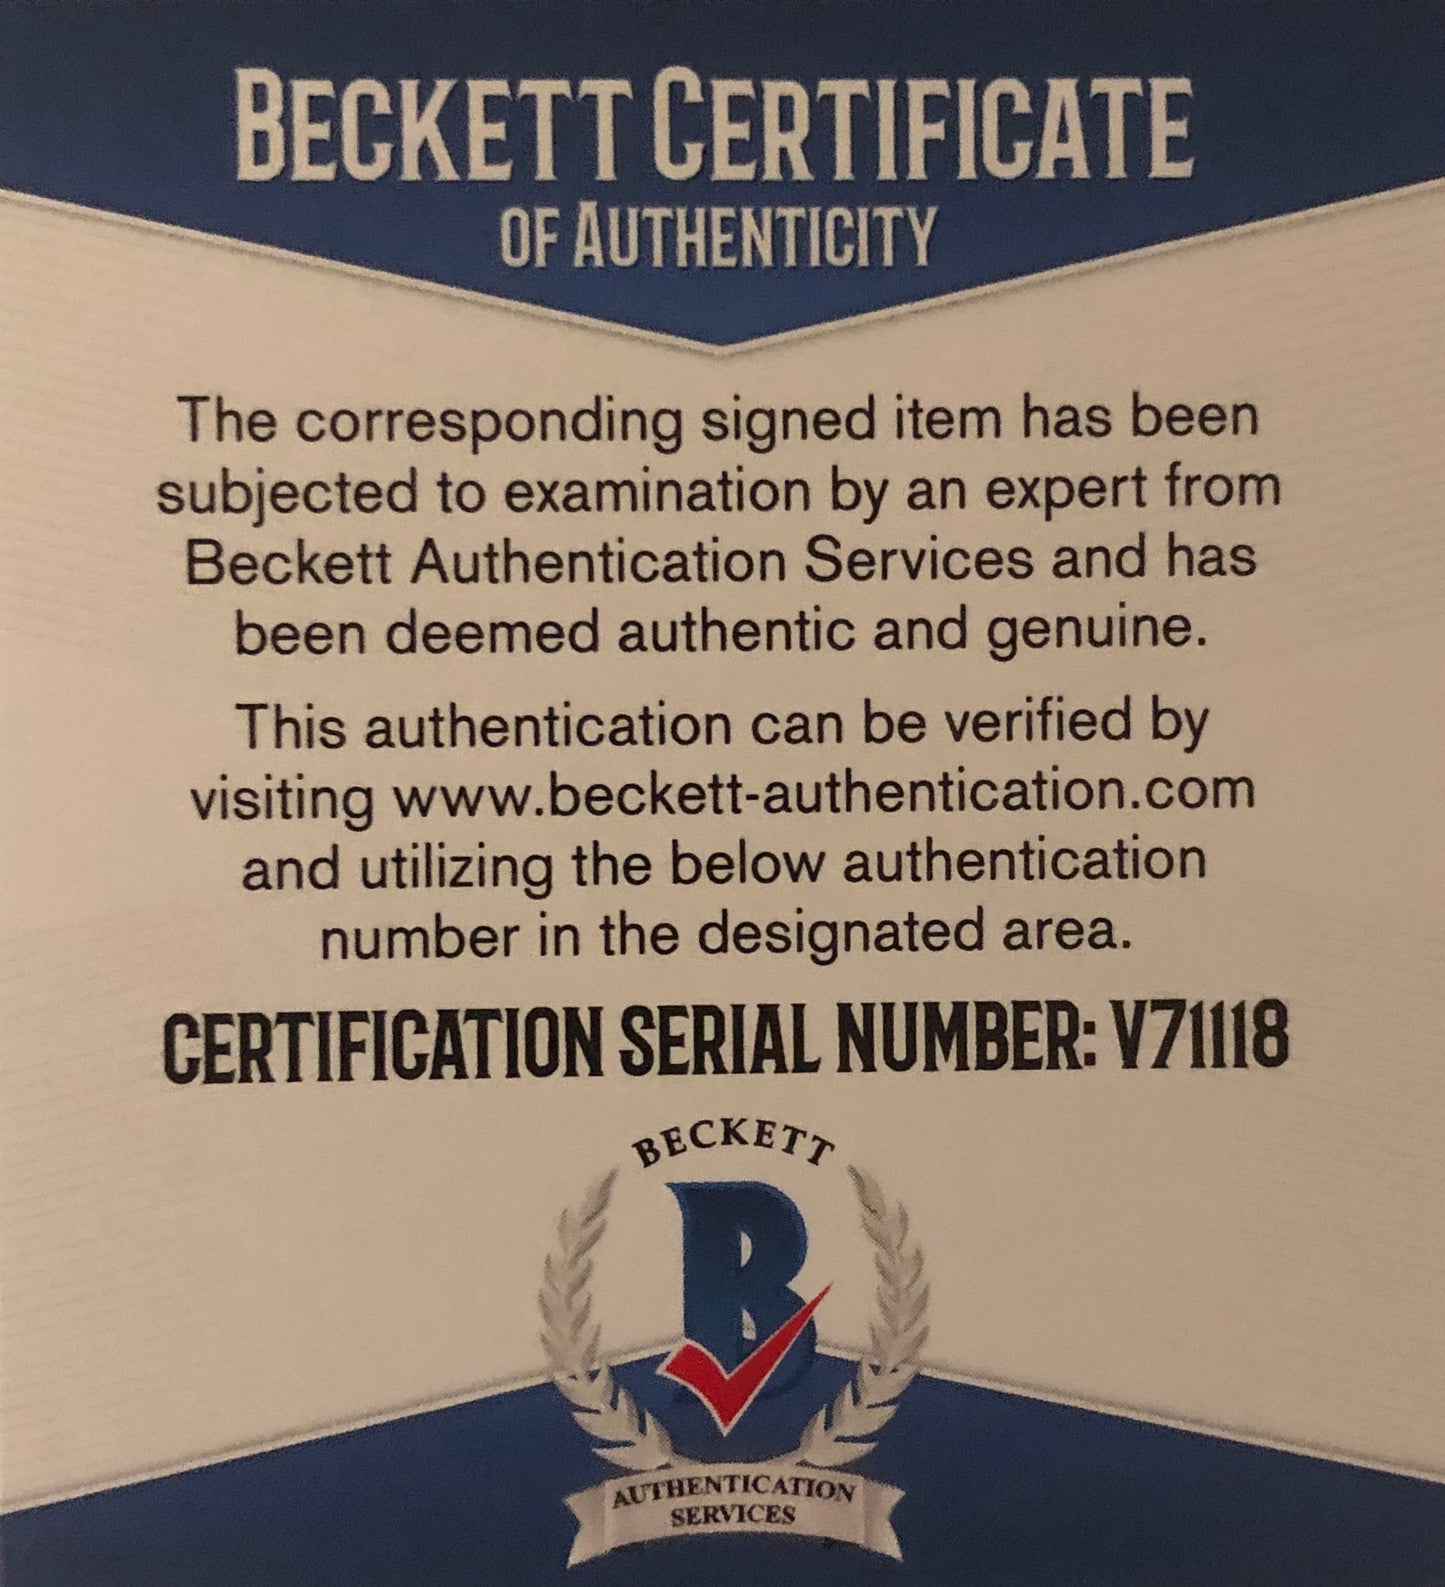 BECKETT CERTIFICATE
OF AUTHENTICITY
The corresponding signed item has been
subjected to examination by an expert from
Beckett Authentication Services and has
been deemed authentic and genuine.
This authentication can be verified by
visiting www.beckett-authentication.com
and utilizing the below authentication
number in the designated area.
CERTIFICATION SERIAL NUMBER: V71118
BECKETT
B
AUTHENTICATION
SERVICES